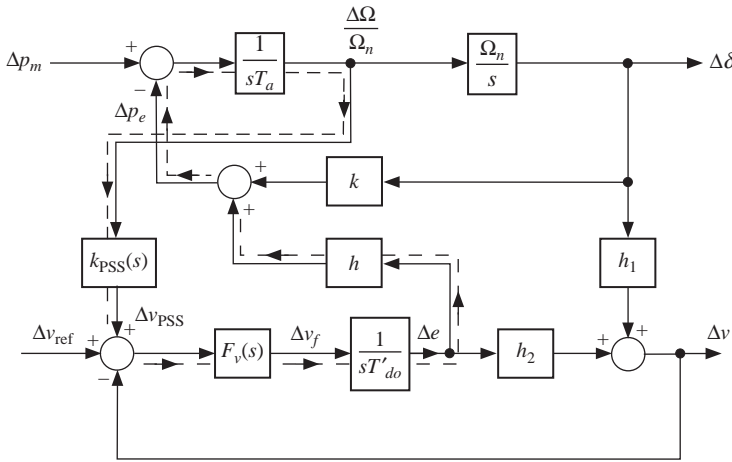 ΔΩ
Ω_n
Δp_m
+
−
1
sT_a
Ω_n
s
Δδ
Δp_e
+
k
+
k_PSS(s)
h
h_1
Δv_PSS
Δv_ref
+
+
−
F_v(s)
Δv_f
1
sT'_do
Δe
h_2
+
+
Δv